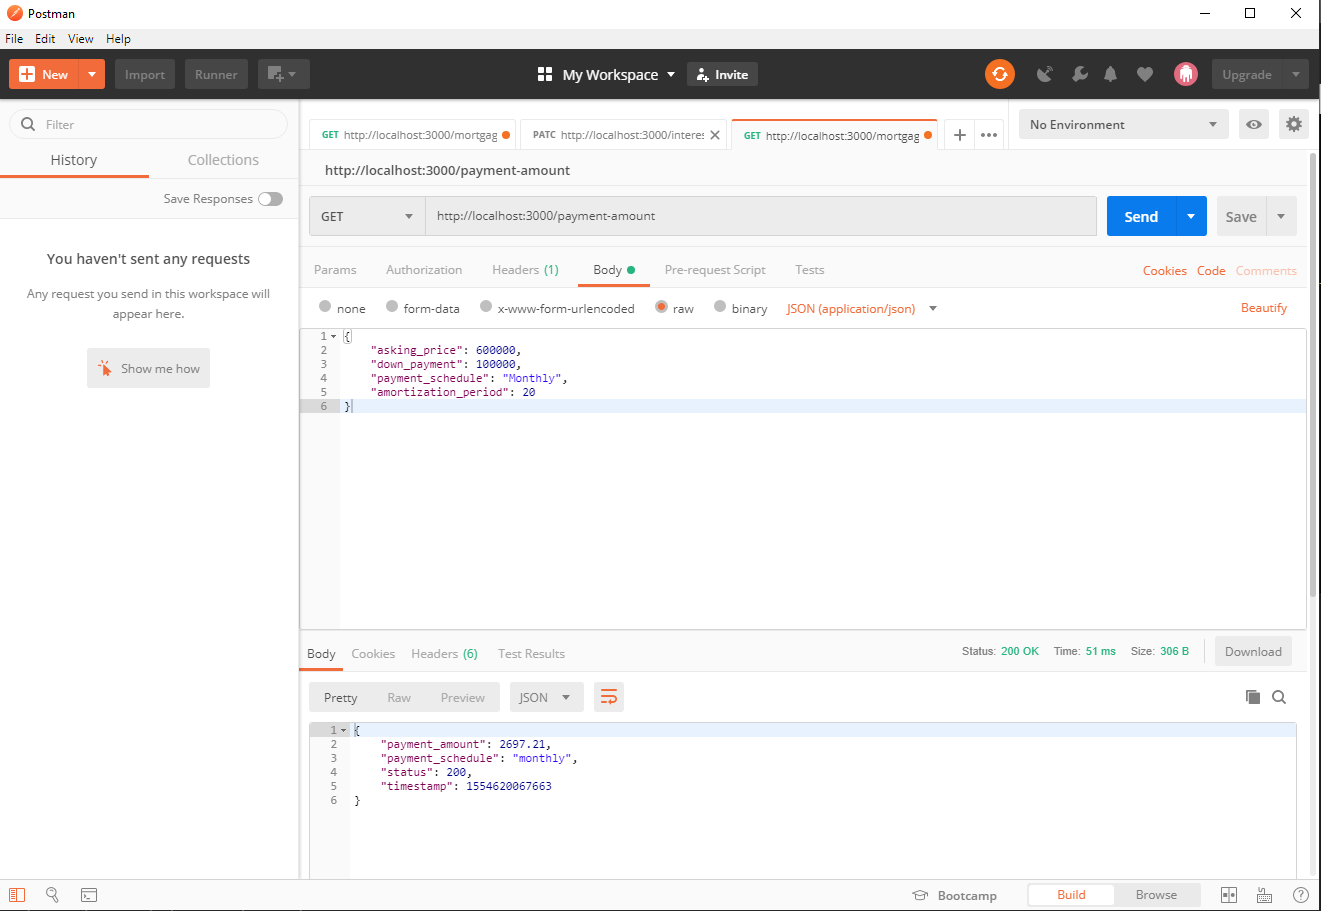 Postman
File Edit View Help
New Import Runner My Workspace Invite Upgrade
Filter
History Collections
Save Responses
You haven't sent any requests
Any request you send in this workspace will
appear here.
Show me how
GET http://localhost:3000/mortgag PATC http://localhost:3000/interes GET http://localhost:3000/mortgag ••• No Environment
http://localhost:3000/payment-amount
GET http://localhost:3000/payment-amount Send Save
Params Authorization Headers (1) Body Pre-request Script Tests Cookies Code Comments
none form-data x-www-form-urlencoded raw binary JSON (application/json) Beautify
1 {
2 "asking_price": 600000,
3 "down_payment": 100000,
4 "payment_schedule": "Monthly",
5 "amortization_period": 20
6 }
Body Cookies Headers (6) Test Results Status: 200 OK Time: 51 ms Size: 306 B Download
Pretty Raw Preview JSON
1 {
2 "payment_amount": 2697.21,
3 "payment_schedule": "monthly",
4 "status": 200,
5 "timestamp": 1554620067663
6 }
Bootcamp Build Browse